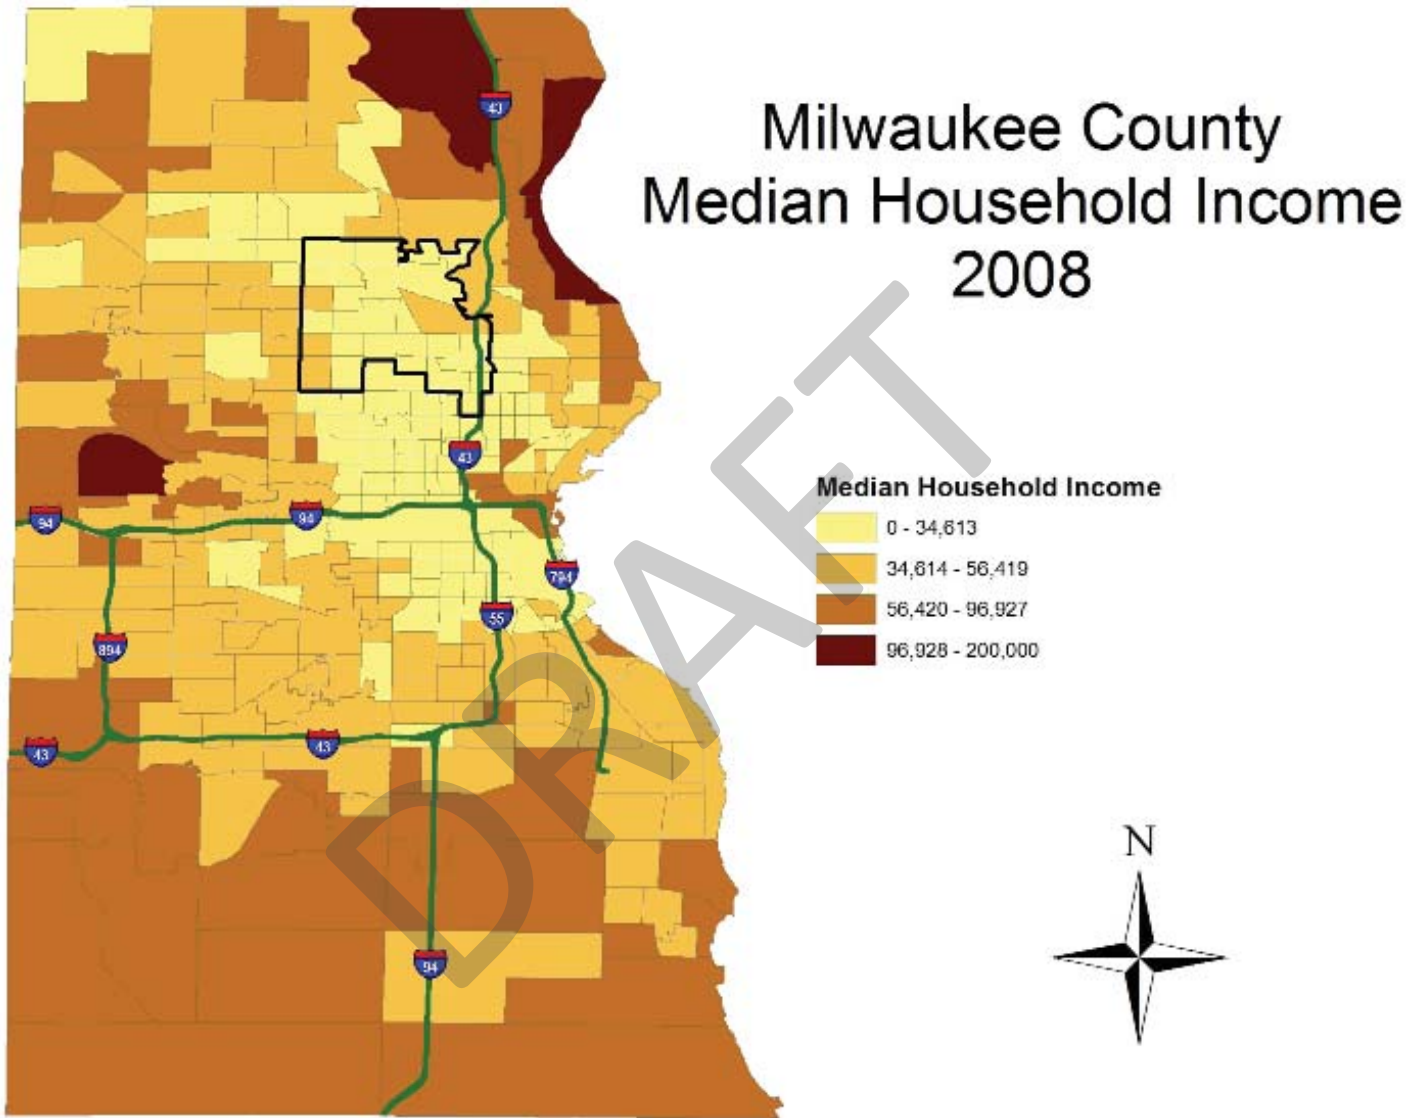 Milwaukee County
Median Household Income
2008
Median Household Income
0 - 34,613
34,614 - 56,419
56,420 - 96,927
96,928 - 200,000
N
DRAFT
43
43
94
94
794
55
894
43
43
94